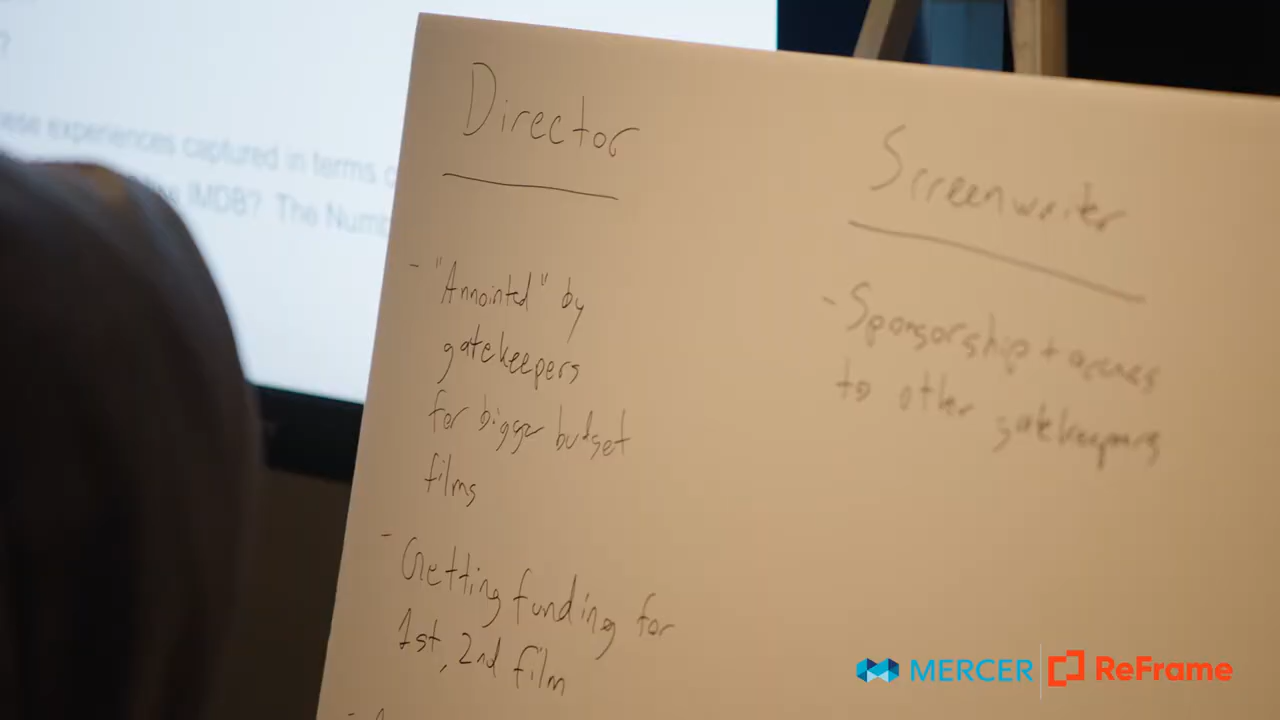 ?
ese experiences captured in terms
IMDB? The Numb
Director
- "Annointed" by
gatekeepers
for bigger budget
films
- Getting funding for
1st, 2nd film
Screenwriter
- Sponsorship + access
to other gatekeepers
MERCER
ReFrame